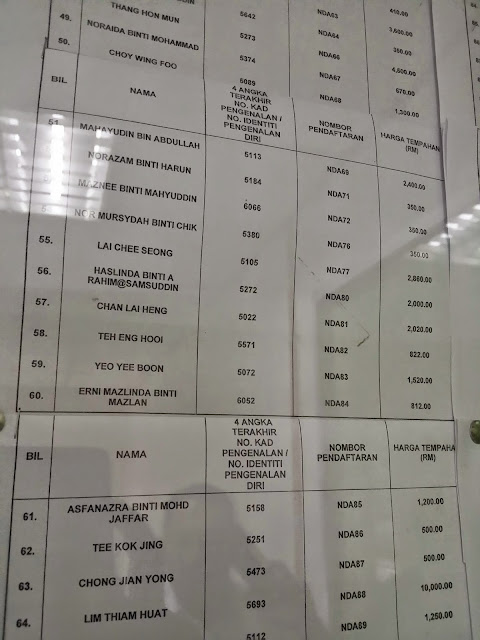 410.00
NDA63 3,600.00
5642 NDA64 350.00
THANG HON MUN 5273 NDA66 4,600.00
49. NORAIDA BINTI MOHAMMAD 5374 NDA67 670.00
50. CHOY WING FOO 5089 NDA68 1,300.00
BIL NAMA 4 ANGKA
TERAKHIR
NO. KAD
PENGENALAN /
NO. IDENTITI
PENGENALAN
DIRI
NOMBOR
PENDAFTARAN
HARGA TEMPAHAN
(RM)
51. MAHAYUDIN BIN ABDULLAH 5113 NDA69 2,400.00
NORAZAM BINTI HARUN 5184 NDA71 350.00
MAZNEE BINTI MAHYUDDIN 6066 NDA72 350.00
NOR MURSYDAH BINTI CHIK 5380 NDA76 350.00
55. LAI CHEE SEONG 5105 NDA77 2,860.00
56. HASLINDA BINTI A
RAHIM@SAMSUDDIN 5272 NDA80 2,000.00
57. CHAN LAI HENG 5022 NDA81 2,020.00
58. TEH ENG HOOI 5571 NDA82 822.00
59. YEO YEE BOON 5072 NDA83 1,520.00
60. ERNI MAZLINDA BINTI
MAZLAN 6052 NDA84 812.00
BIL NAMA 4 ANGKA
TERAKHIR
NO. KAD
PENGENALAN /
NO. IDENTITI
PENGENALAN
DIRI
NOMBOR
PENDAFTARAN
HARGA TEMPAHA
(RM)
61. ASFANAZRA BINTI MOHD
JAFFAR 5158 NDA85 1,200.00
62. TEE KOK JING 5251 NDA86 500.00
63. CHONG JIAN YONG 5473 NDA87 500.00
64. LIM THIAM HUAT 5693 NDA88 10,000.00
5112 NDA89 1,250.00